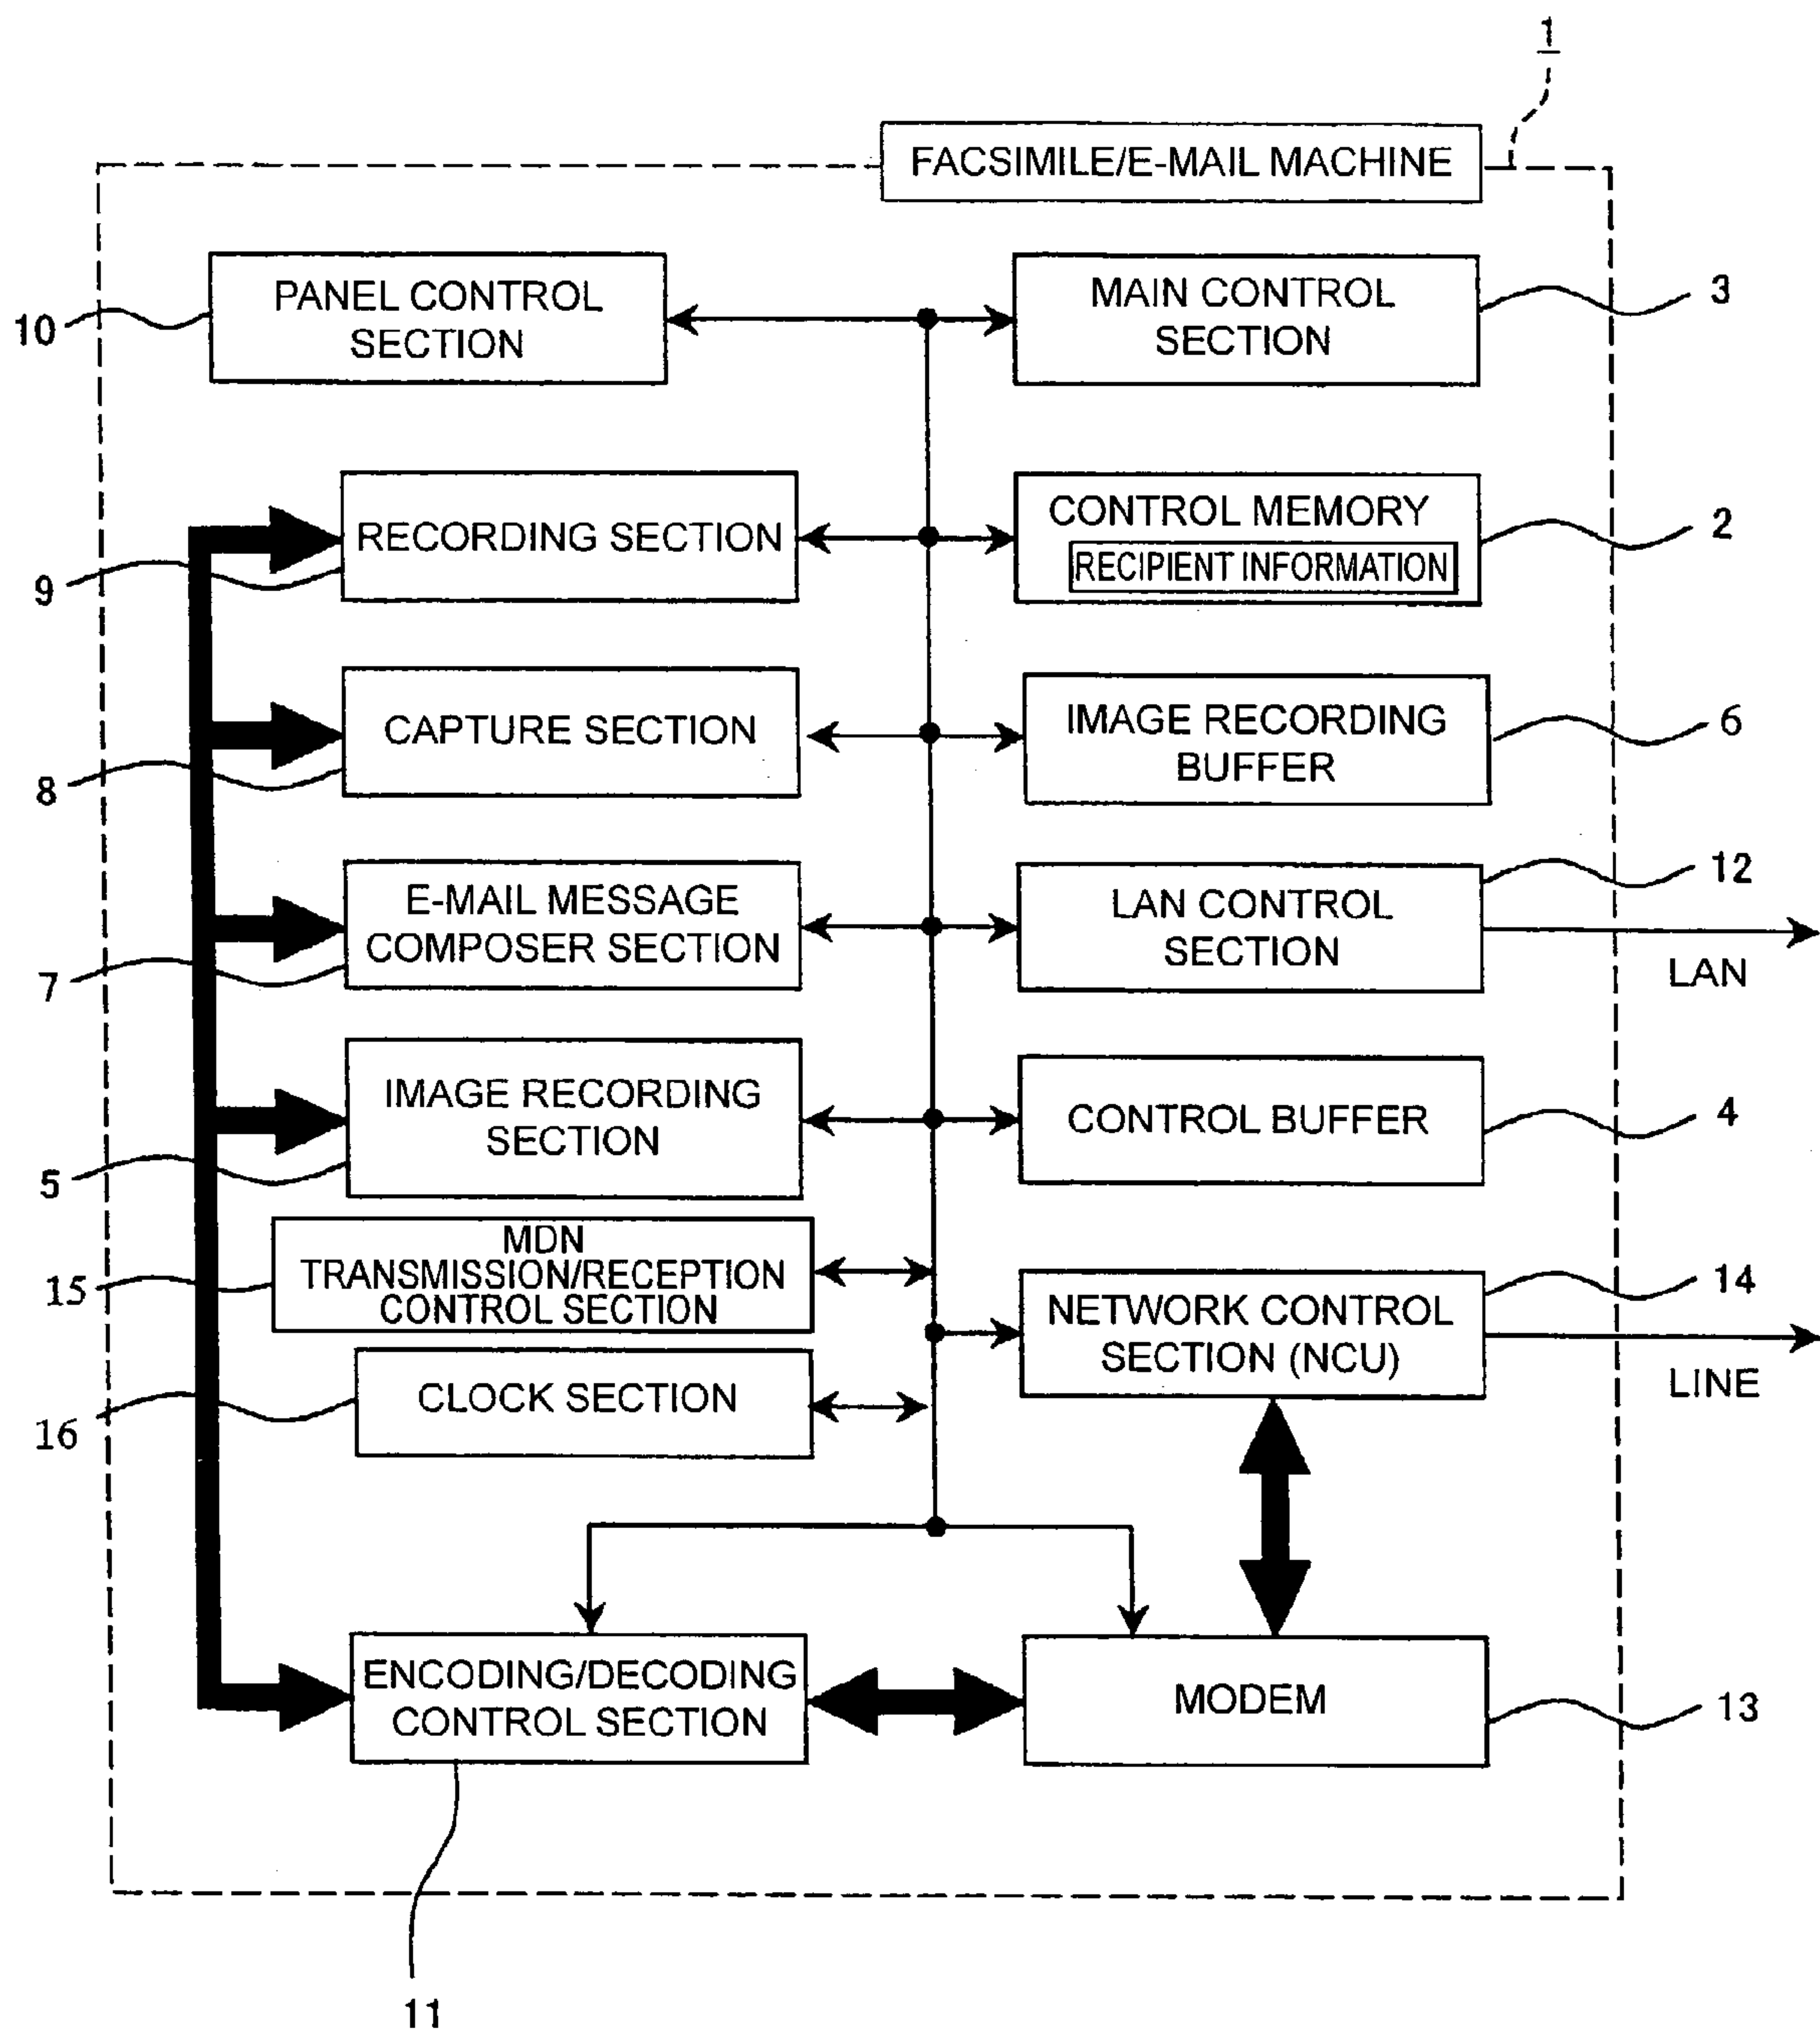 1
FACSIMILE/E-MAIL MACHINE
PANEL CONTROL
SECTION
10
MAIN CONTROL
SECTION
3
RECORDING SECTION
9
CONTROL MEMORY
RECIPIENT INFORMATION
2
CAPTURE SECTION
8
IMAGE RECORDING
BUFFER
6
E-MAIL MESSAGE
COMPOSER SECTION
7
LAN CONTROL
SECTION
12
LAN
IMAGE RECORDING
SECTION
5
CONTROL BUFFER
4
MDN
TRANSMISSION/RECEPTION
CONTROL SECTION
15
NETWORK CONTROL
SECTION (NCU)
14
LINE
CLOCK SECTION
16
ENCODING/DECODING
CONTROL SECTION
11
MODEM
13